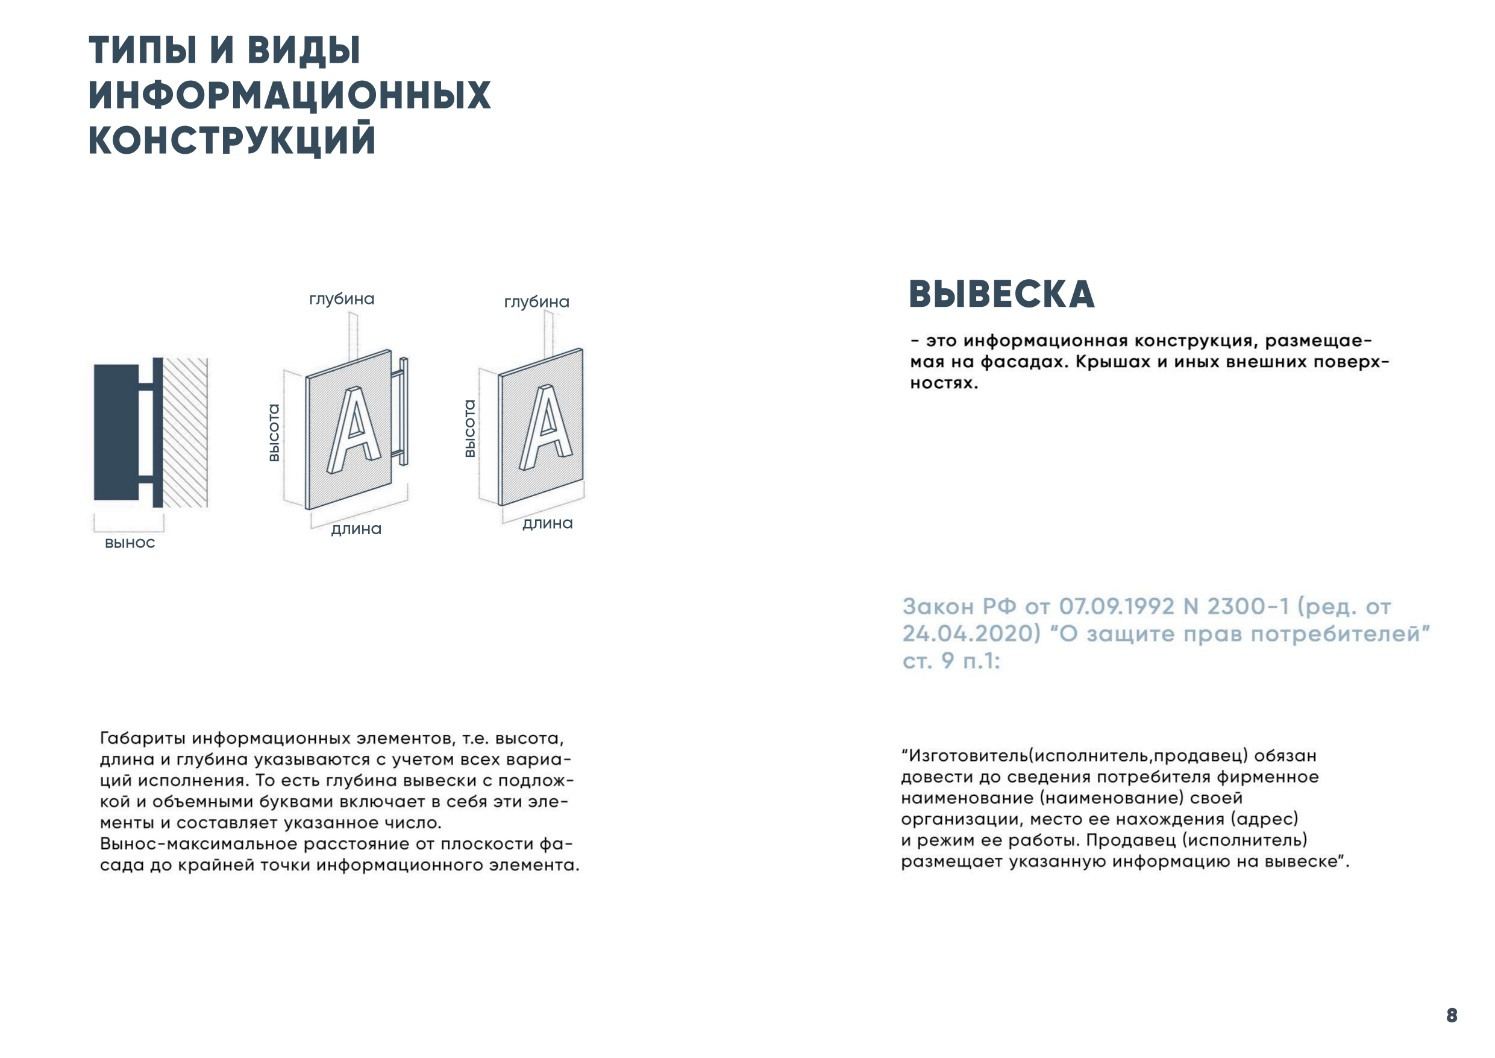 ТИПЫ И ВИДЫ
ИНФОРМАЦИОННЫХ
КОНСТРУКЦИЙ
глубина
глубина
высота
высота
длина
длина
вынос
Габариты информационных элементов, т.е. высота,
длина и глубина указываются с учетом всех вариа-
ций исполнения. То есть глубина вывески с подлож-
кой и объемными буквами включает в себя эти эле-
менты и составляет указанное число.
Вынос-максимальное расстояние от плоскости фа-
сада до крайней точки информационного элемента.
ВЫВЕСКА
- это информационная конструкция, размещае-
мая на фасадах. Крышах и иных внешних поверх-
ностях.
Закон РФ от 07.09.1992 N 2300-1 (ред. от
24.04.2020) “О защите прав потребителей”
ст. 9 п.1:
“Изготовитель(исполнитель,продавец) обязан
довести до сведения потребителя фирменное
наименование (наименование) своей
организации, место ее нахождения (адрес)
и режим ее работы. Продавец (исполнитель)
размещает указанную информацию на вывеске”.
А
А
8